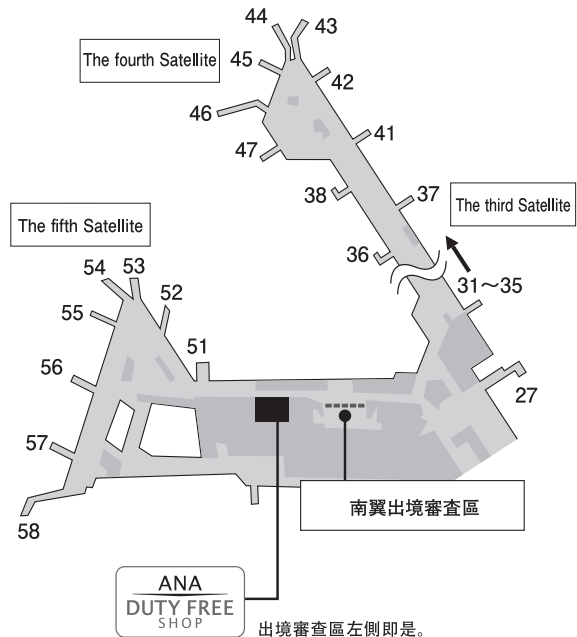 44
43
The fourth Satellite
45
42
46
41
47
38
37
The third Satellite
The fifth Satellite
36
54
53
31～35
52
55
51
56
27
57
南翼出境審査區
58
ANA
DUTY FREE
SHOP
出境審查區左側即是。